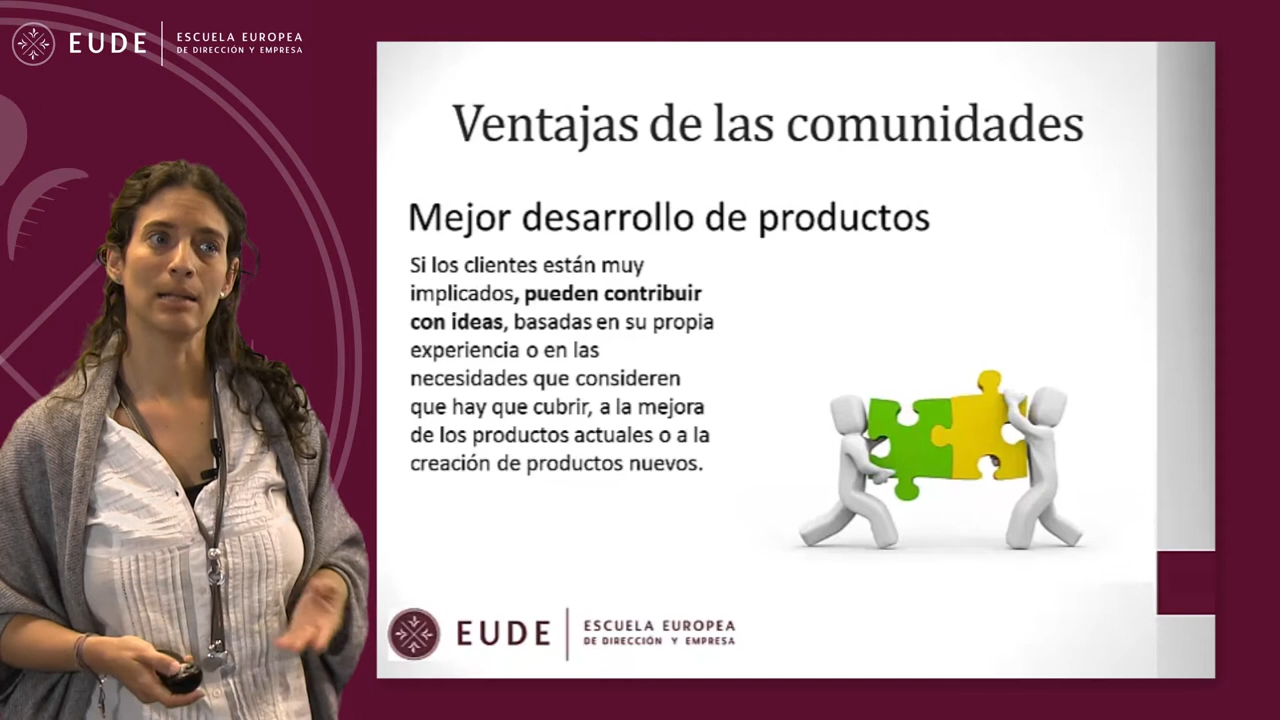 EUDE
ESCUELA EUROPEA
DE DIRECCIÓN Y EMPRESA
Ventajas de las comunidades
Mejor desarrollo de productos
Si los clientes están muy
implicados, pueden contribuir
con ideas, basadas en su propia
experiencia o en las
necesidades que consideren
que hay que cubrir, a la mejora
de los productos actuales o a la
creación de productos nuevos.
EUDE
ESCUELA EUROPEA
DE DIRECCIÓN Y EMPRESA